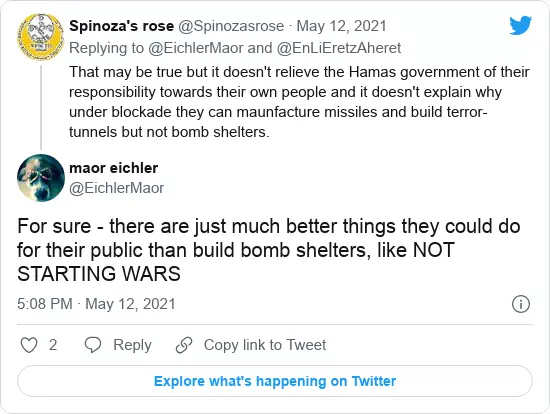 Spinoza's rose @Spinozasrose · May 12, 2021
Replying to @EichlerMaor and @EnLiEretzAheret
That may be true but it doesn't relieve the Hamas government of their
responsibility towards their own people and it doesn't explain why
under blockade they can maunfacture missiles and build terror-
tunnels but not bomb shelters.
maor eichler
@EichlerMaor
For sure - there are just much better things they could do
for their public than build bomb shelters, like NOT
STARTING WARS
5:08 PM · May 12, 2021
2 Reply Copy link to Tweet
Explore what's happening on Twitter